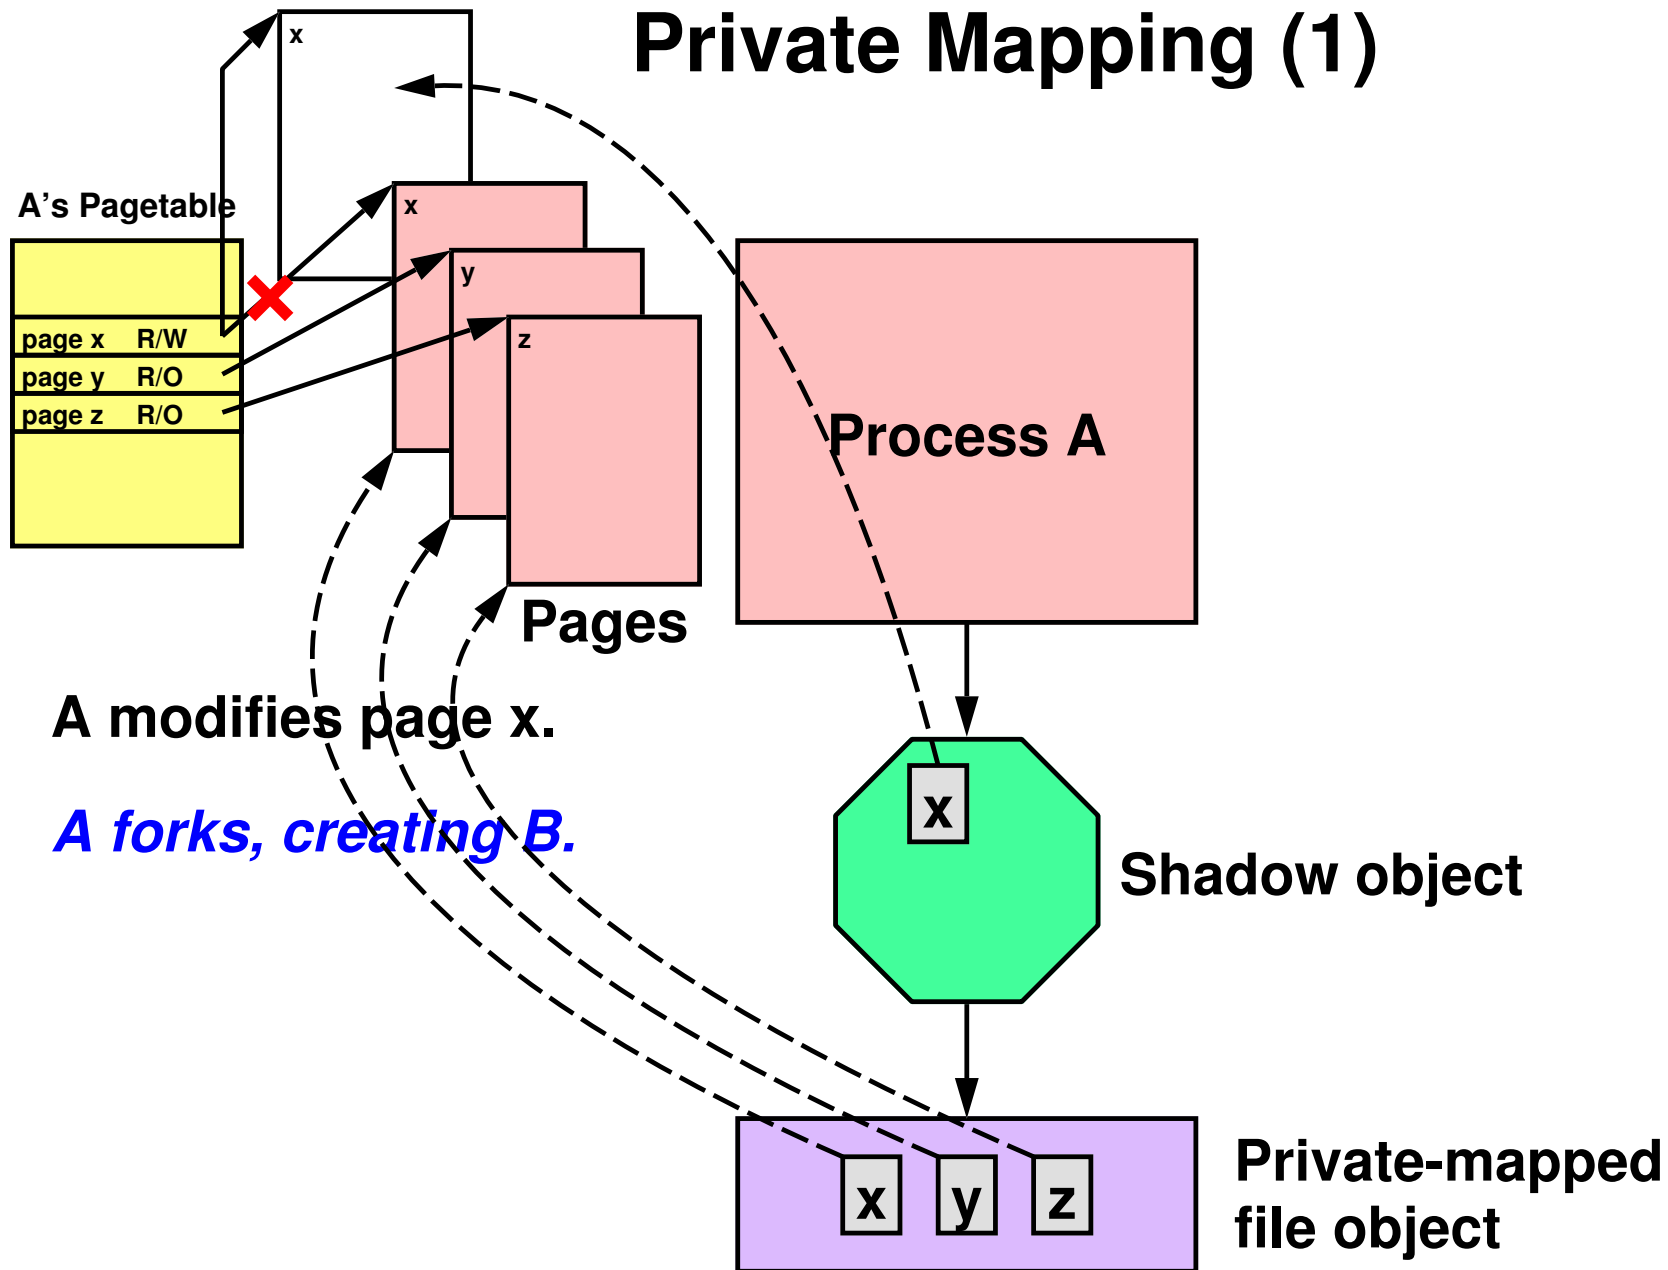 Private Mapping (1)
x
A's Pagetable
x
y
z
page x R/W
page y R/O
page z R/O
Process A
Pages
A modifies page x.
A forks, creating B.
x
Shadow object
Private-mapped
file object
x y z